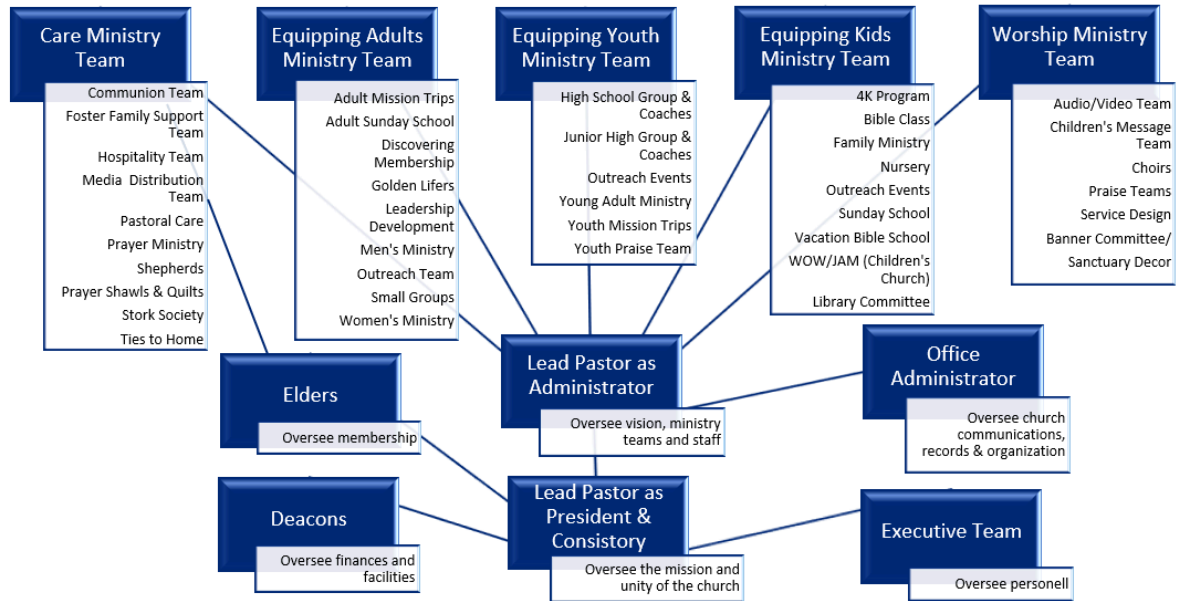 Care Ministry
Team
Communion Team
Foster Family Support
Team
Hospitality Team
Media Distribution
Team
Pastoral Care
Prayer Ministry
Shepherds
Prayer Shawls & Quilts
Stork Society
Ties to Home
Equipping Adults
Ministry Team
Adult Mission Trips
Adult Sunday School
Discovering
Membership
Golden Lifers
Leadership
Development
Men's Ministry
Outreach Team
Small Groups
Women's Ministry
Equipping Youth
Ministry Team
High School Group &
Coaches
Junior High Group &
Coaches
Outreach Events
Young Adult Ministry
Youth Mission Trips
Youth Praise Team
Equipping Kids
Ministry Team
4K Program
Bible Class
Family Ministry
Nursery
Outreach Events
Sunday School
Vacation Bible School
WOW/JAM (Children's
Church)
Library Committee
Worship Ministry
Team
Audio/Video Team
Children's Message
Team
Choirs
Praise Teams
Service Design
Banner Committee/
Sanctuary Decor
Elders
Oversee membership
Lead Pastor as
Administrator
Oversee vision, ministry
teams and staff
Office
Administrator
Oversee church
communications,
records & organization
Deacons
Oversee finances and
facilities
Lead Pastor as
President &
Consistory
Oversee the mission and
unity of the church
Executive Team
Oversee personell